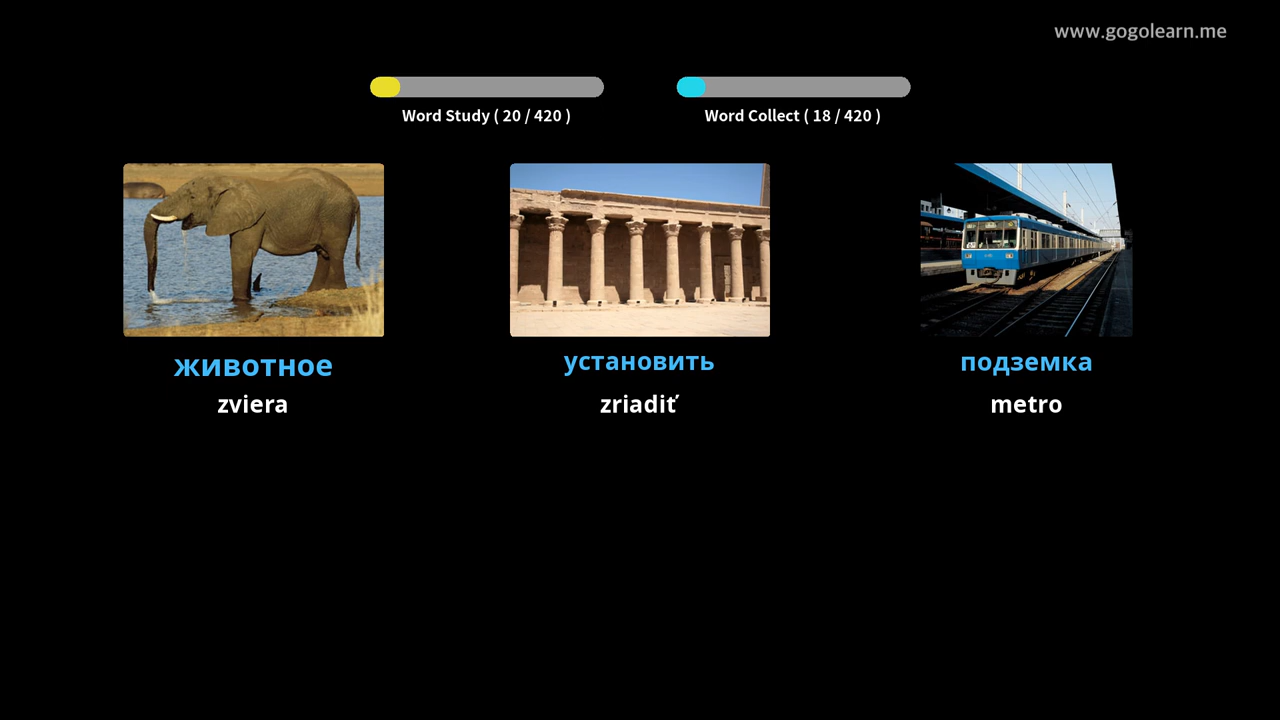 www.gogolearn.me
Word Study ( 20 / 420 )
Word Collect ( 18 / 420 )
животное
установить
подземка
zviera
zriadiť
metro